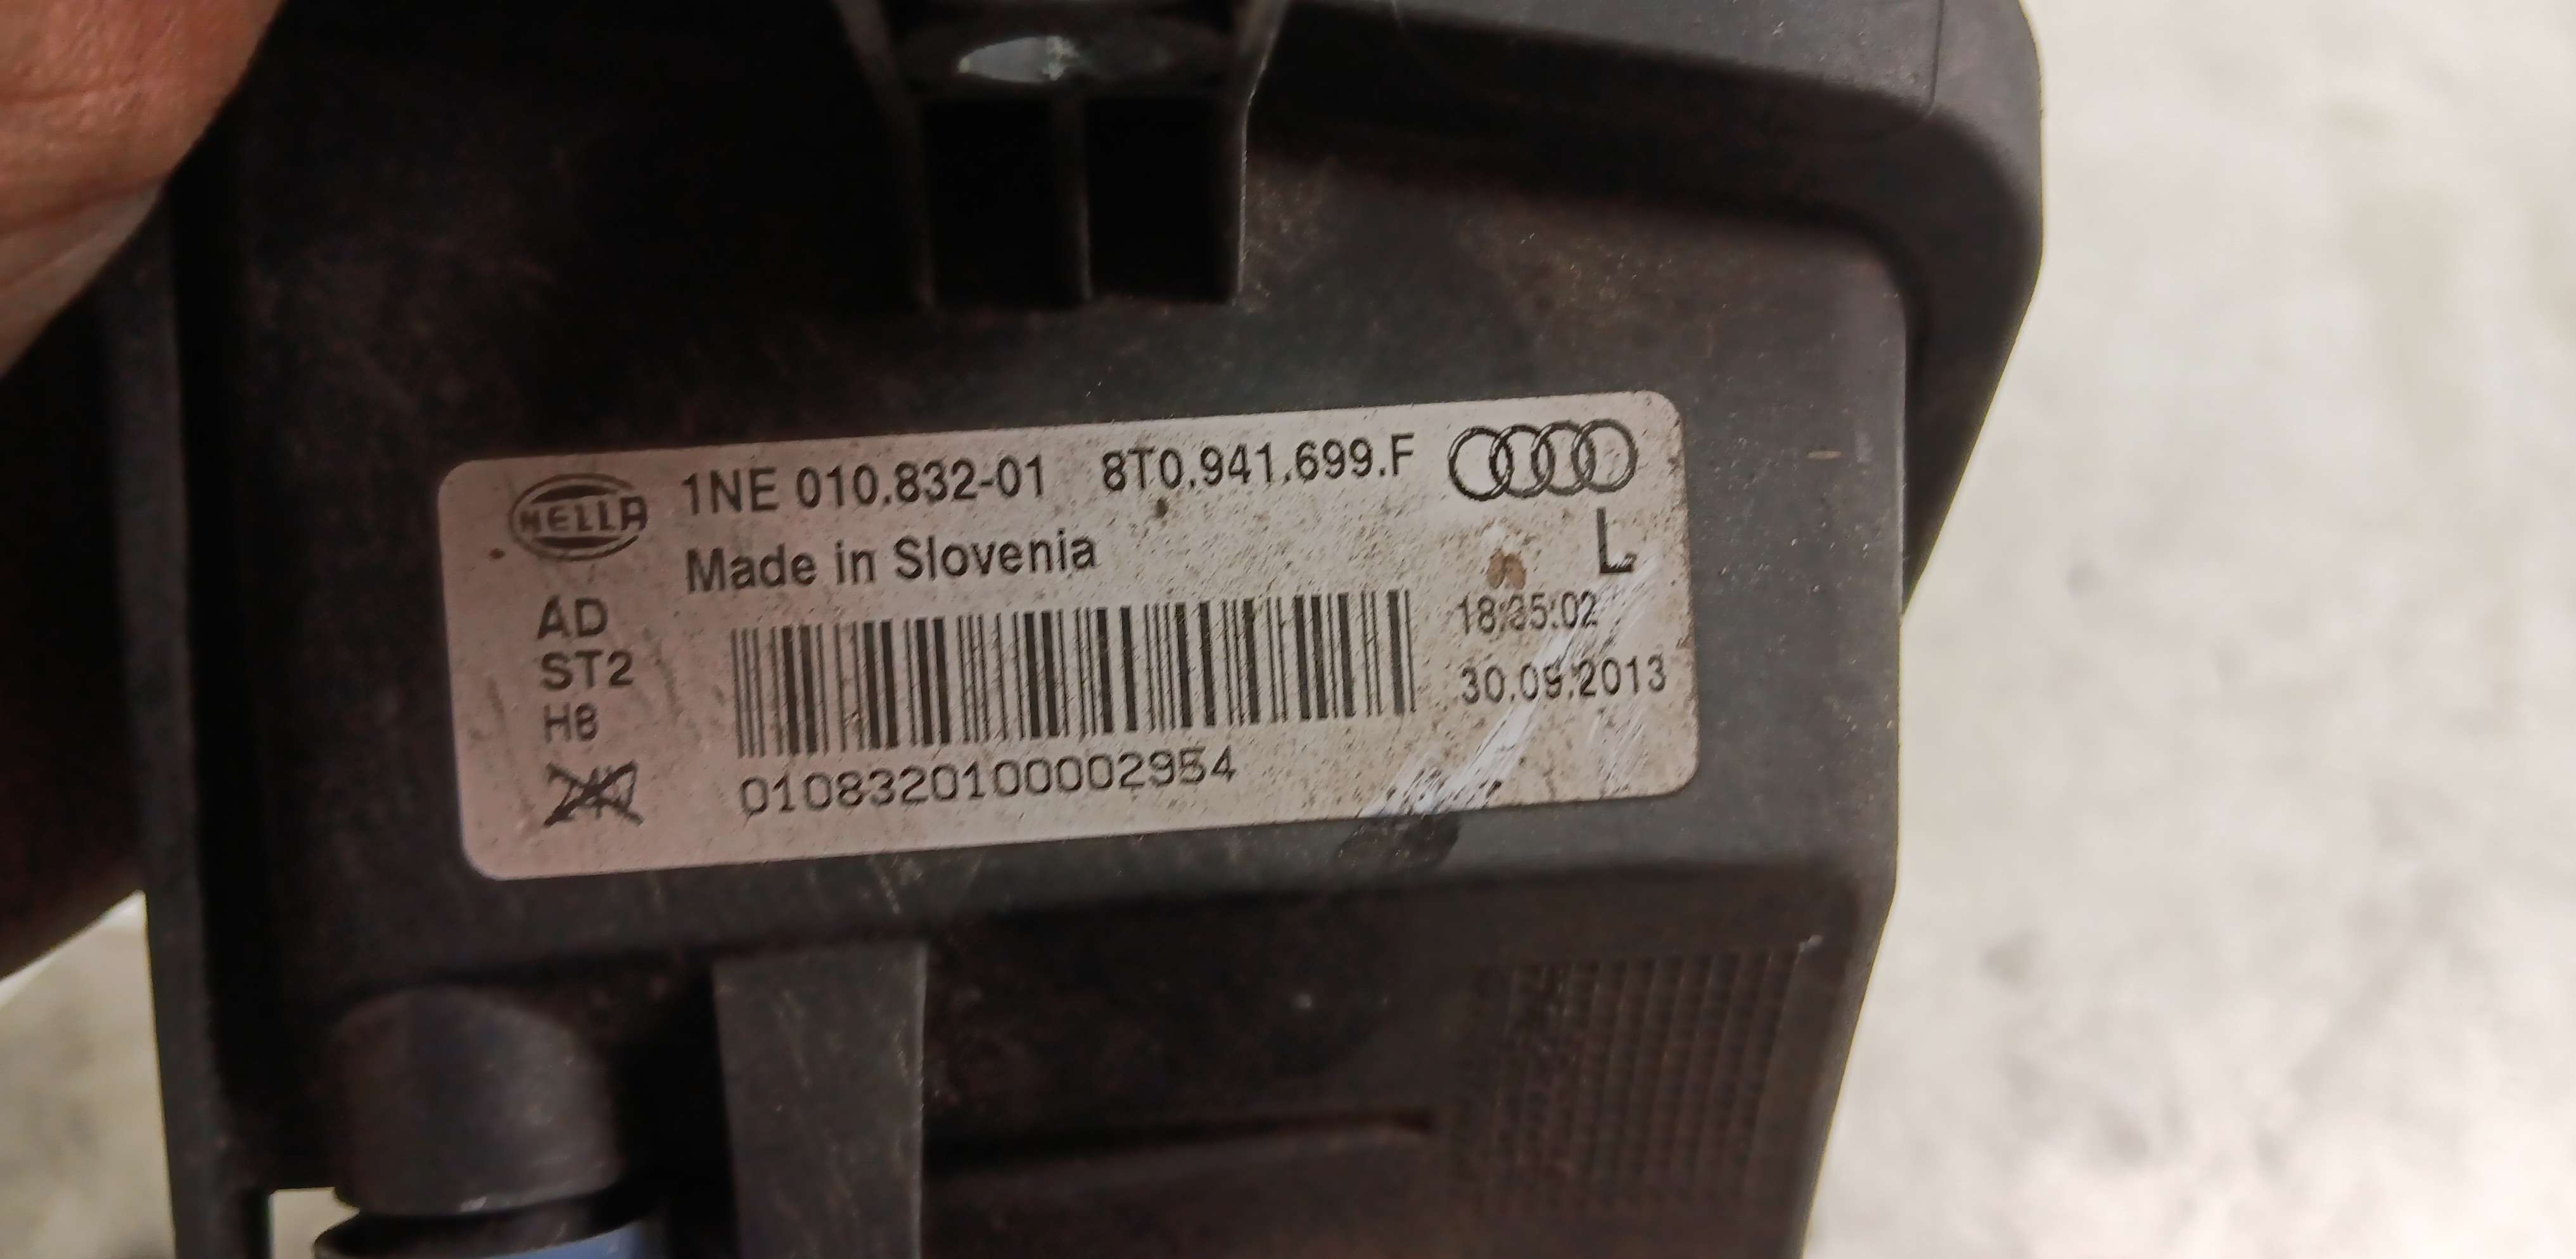 HELLA 1NE 010.832-01 8T0.941.699.F
Made in Slovenia L
AD
ST2
H8
18:35:02
30.09.2013
0108320100002954